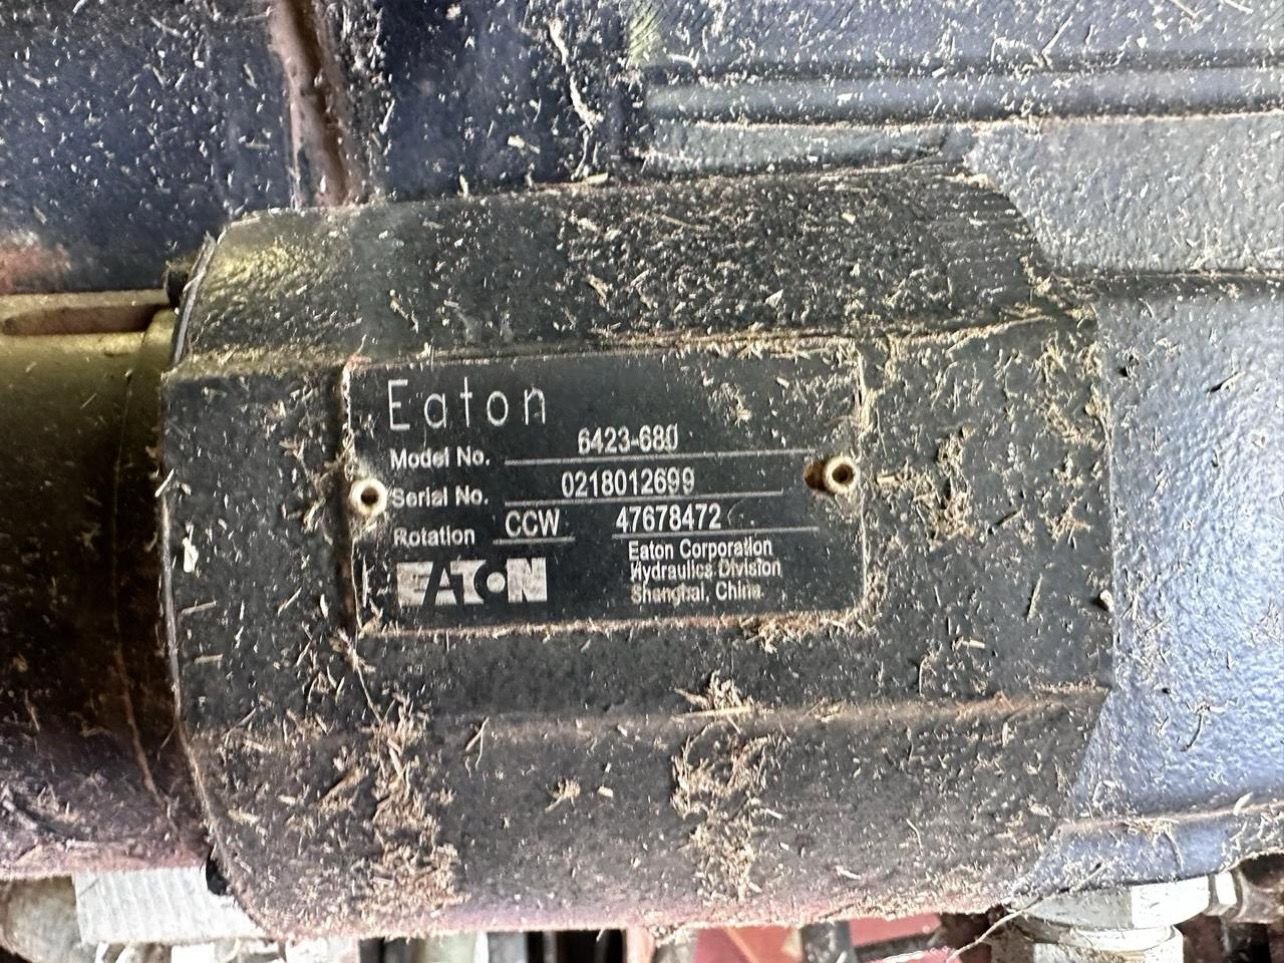 Eaton
Model No. 6423-680
Serial No. 0218012699
Rotation CCW 47678472
EATON Eaton Corporation
Hydraulics Division
Shanghai, China